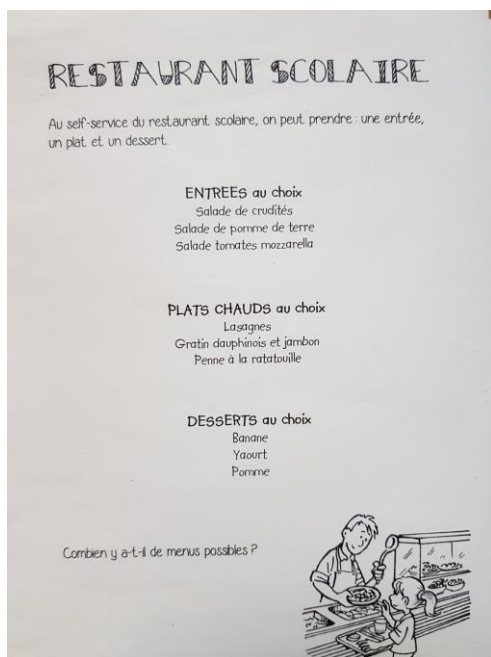 RESTAURANT SCOLAIRE
Au self-service du restaurant scolaire, on peut prendre : une entrée,
un plat et un dessert.
ENTREES au choix
Salade de crudités
Salade de pomme de terre
Salade tomates mozzarella
PLATS CHAUDS au choix
Lasagnes
Gratin dauphinois et jambon
Penne à la ratatouille
DESSERTS au choix
Banane
Yaourt
Pomme
Combien y a-t-il de menus possibles ?